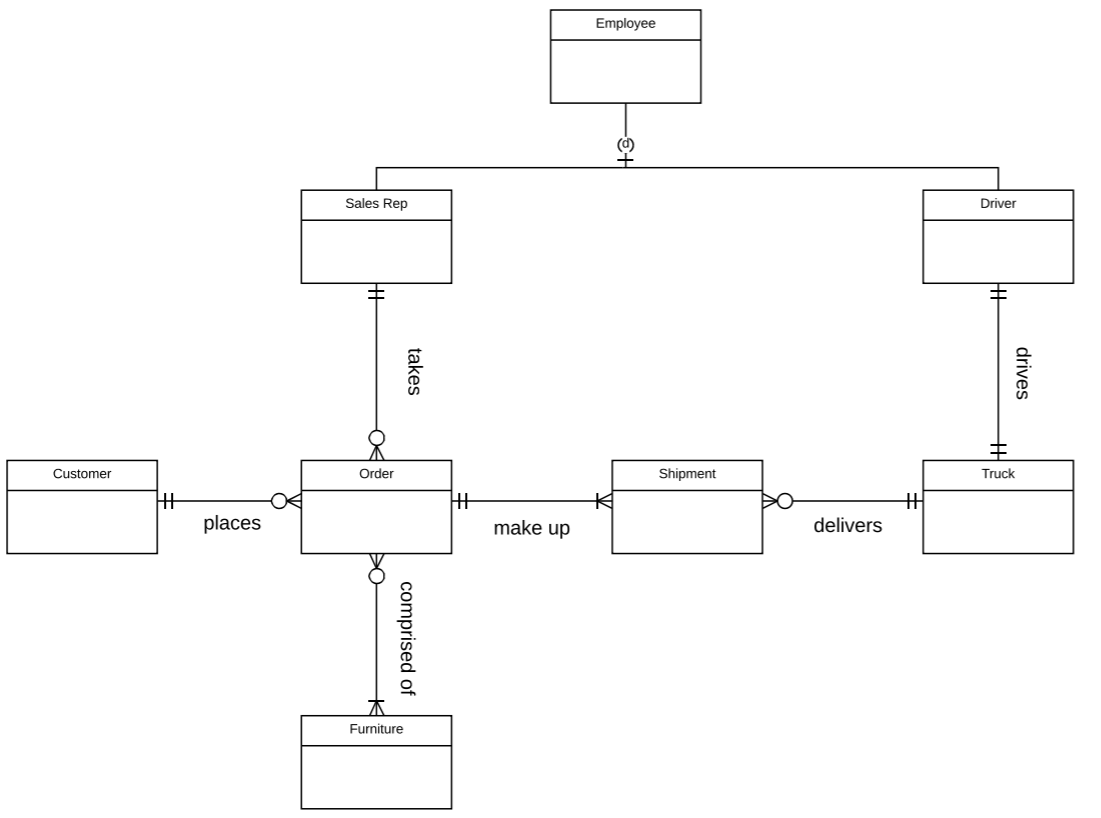 Employee
(d)
Sales Rep
Driver
takes
drives
Customer
Order
Shipment
Truck
places
make up
delivers
comprised of
Furniture